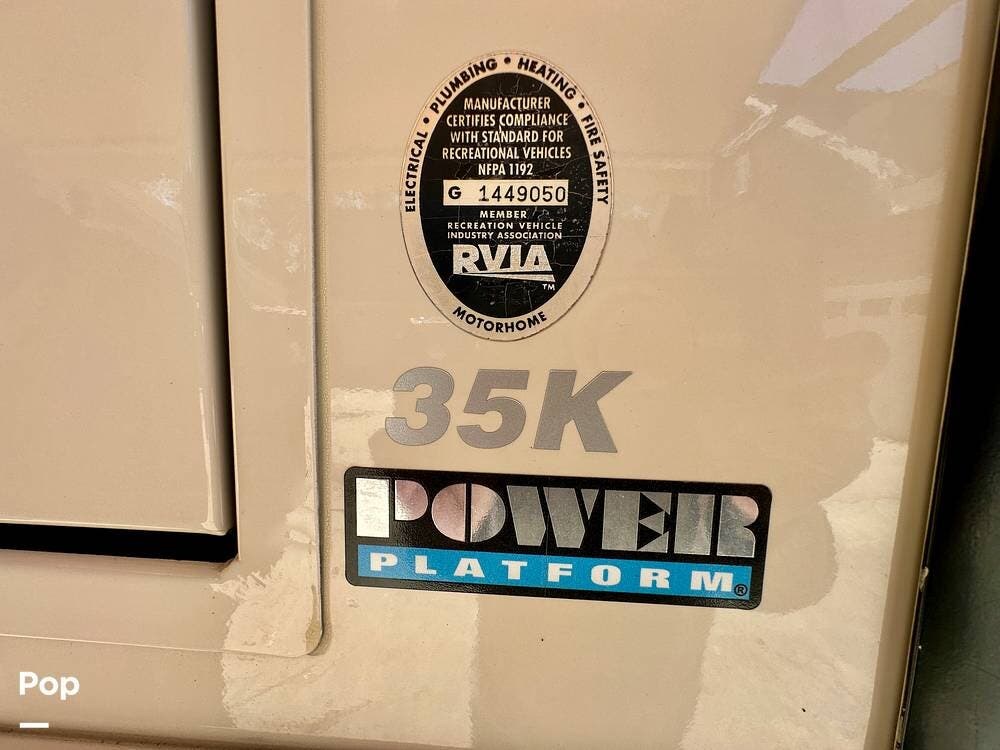 ELECTRICAL • PLUMBING • HEATING • FIRE SAFETY
MANUFACTURER
CERTIFIES COMPLIANCE
WITH STANDARD FOR
RECREATIONAL VEHICLES
NFPA 1192
G 1449050
MEMBER
RECREATION VEHICLE
INDUSTRY ASSOCIATION
RVIA
TM
MOTORHOME
35K
POWER
PLATFORM®
Pop